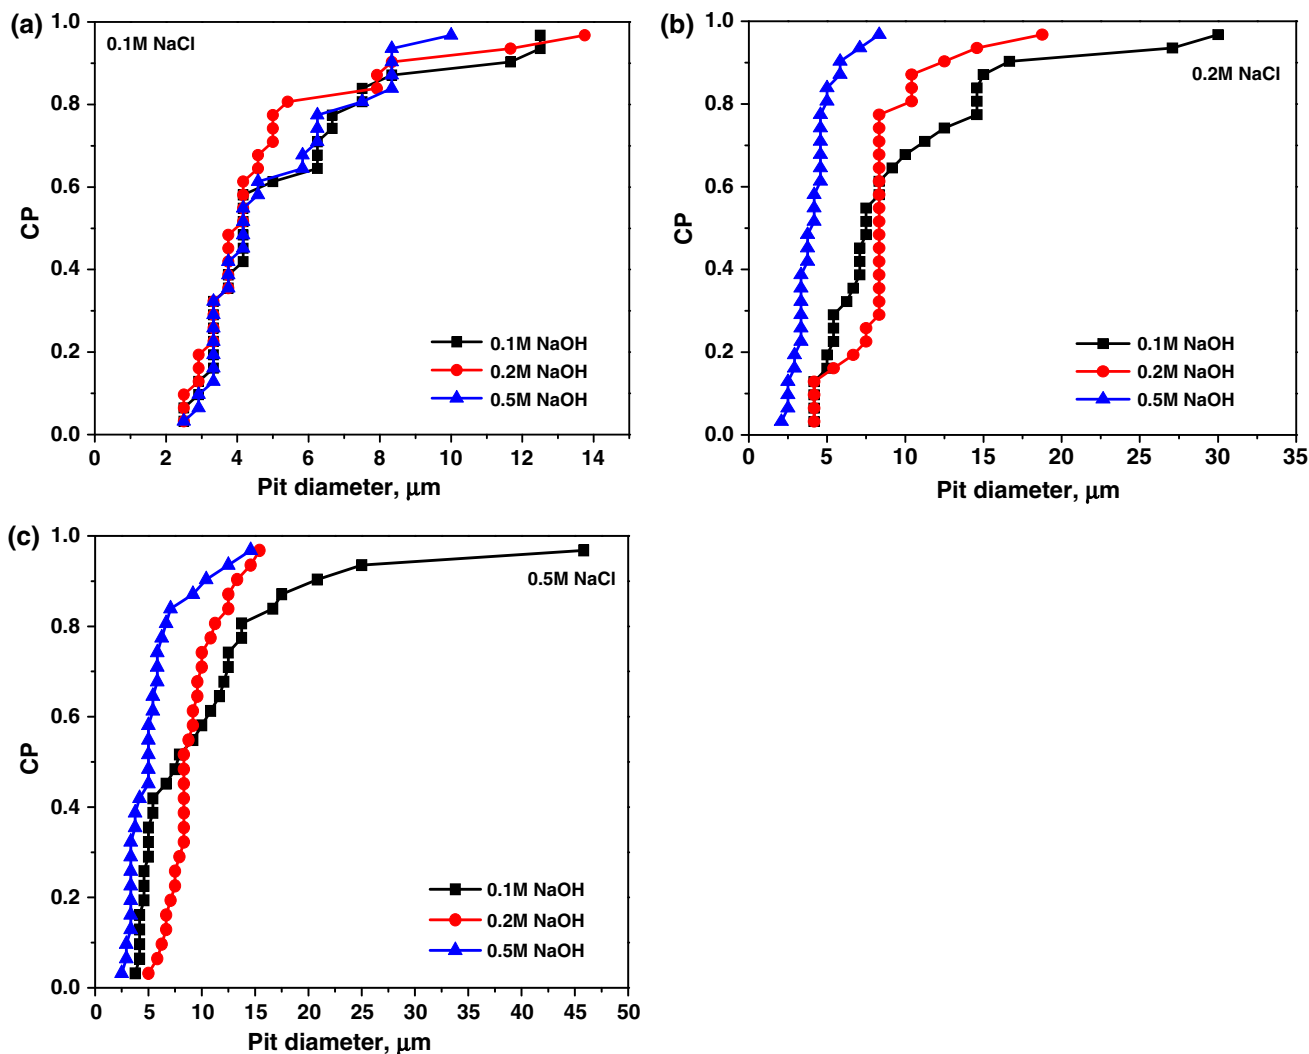 (a)
0.1M NaCl
CP
1.0
0.8
0.6
0.4
0.2
0.0
0.1M NaOH
0.2M NaOH
0.5M NaOH
0 2 4 6 8 10 12 14
Pit diameter, μm
(b)
0.2M NaCl
CP
1.0
0.8
0.6
0.4
0.2
0.0
0.1M NaOH
0.2M NaOH
0.5M NaOH
0 5 10 15 20 25 30 35
Pit diameter, μm
(c)
0.5M NaCl
CP
1.0
0.8
0.6
0.4
0.2
0.0
0.1M NaOH
0.2M NaOH
0.5M NaOH
0 5 10 15 20 25 30 35 40 45 50
Pit diameter, μm